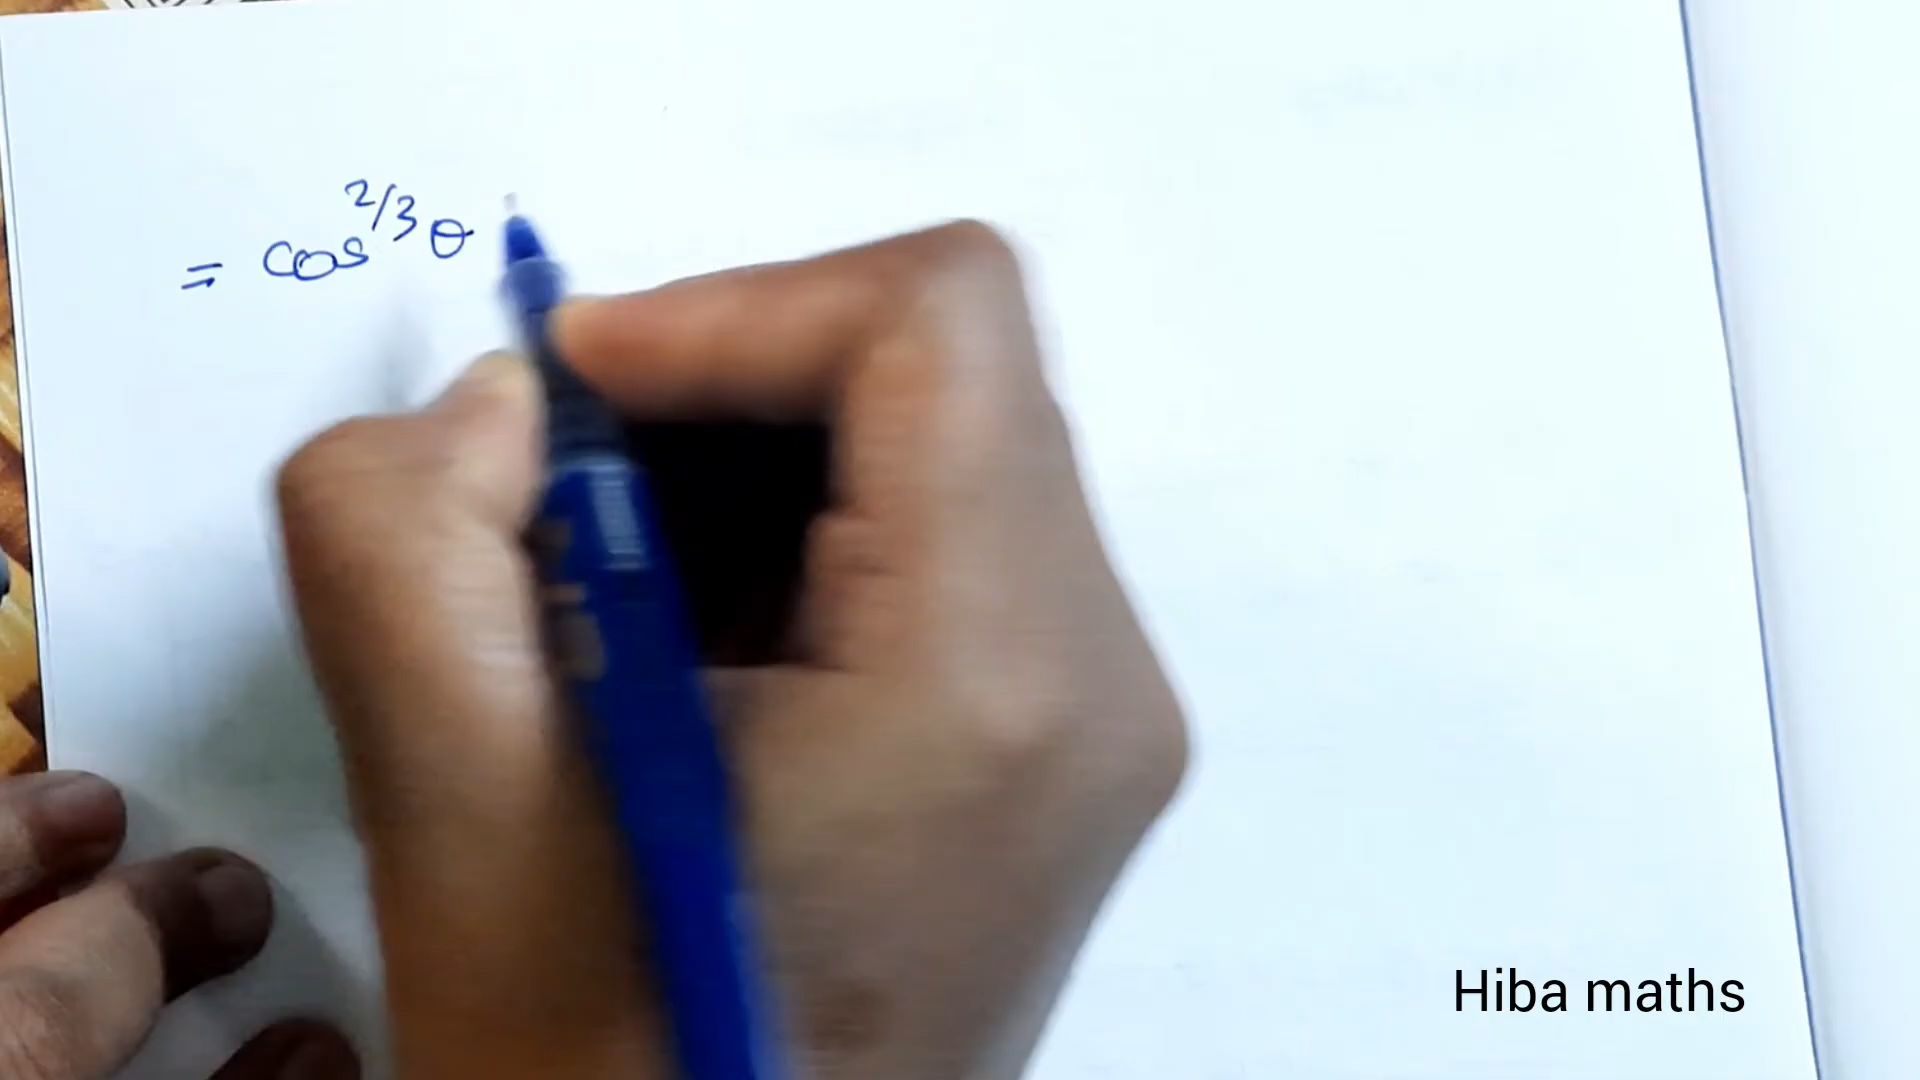 = cos^{2/3} θ
Hiba maths